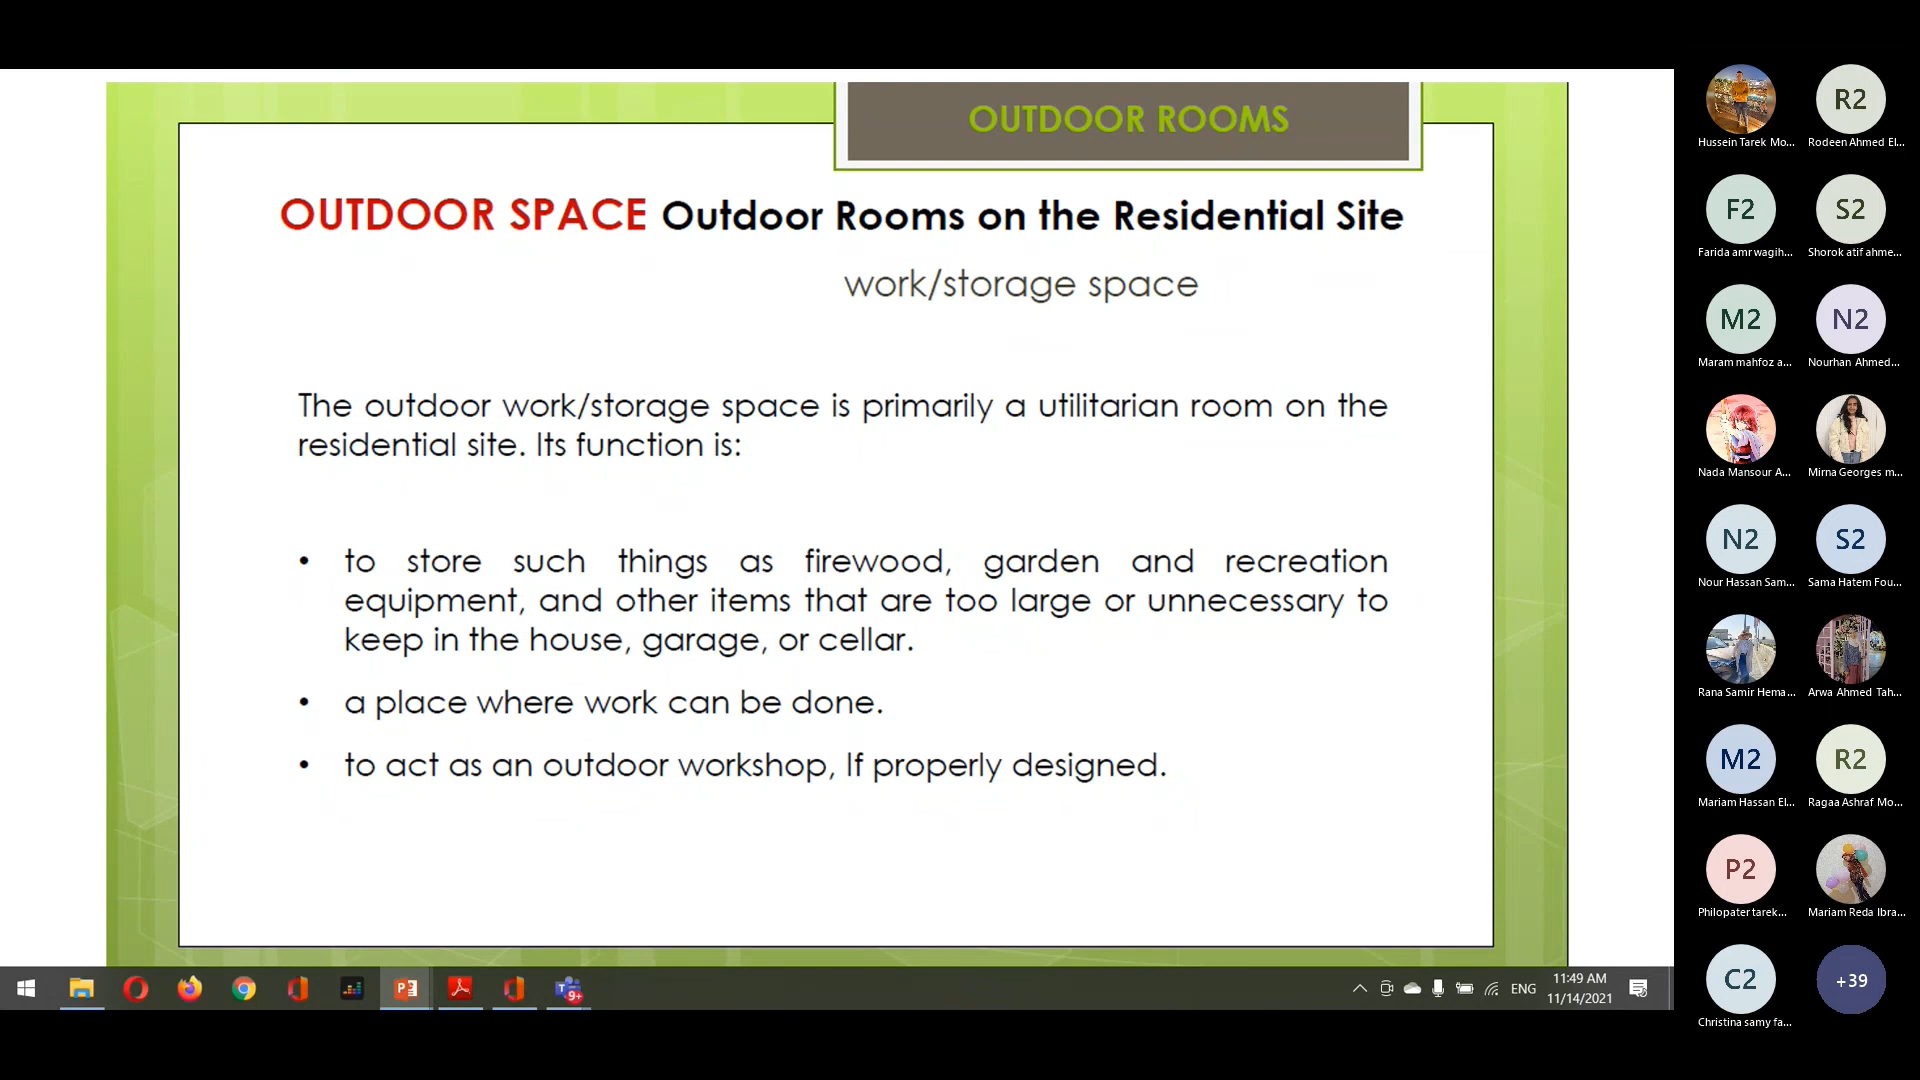 OUTDOOR ROOMS
OUTDOOR SPACE Outdoor Rooms on the Residential Site
work/storage space
The outdoor work/storage space is primarily a utilitarian room on the
residential site. Its function is:
• to store such things as firewood, garden and recreation
equipment, and other items that are too large or unnecessary to
keep in the house, garage, or cellar.
• a place where work can be done.
• to act as an outdoor workshop, If properly designed.
9+
ENG
11:49 AM
11/14/2021
Hussein Tarek Mo...
R2
Rodeen Ahmed El...
F2
Farida amr wagih...
S2
Shorok atif ahme...
M2
Maram mahfoz a...
N2
Nourhan Ahmed...
Nada Mansour A...
Mirna Georges m...
N2
Nour Hassan Sam...
S2
Sama Hatem Fou...
Rana Samir Hema...
Arwa Ahmed Tah...
M2
Mariam Hassan El...
R2
Ragaa Ashraf Mo...
P2
Philopater tarek...
Mariam Reda Ibra...
C2
Christina samy fa...
+39